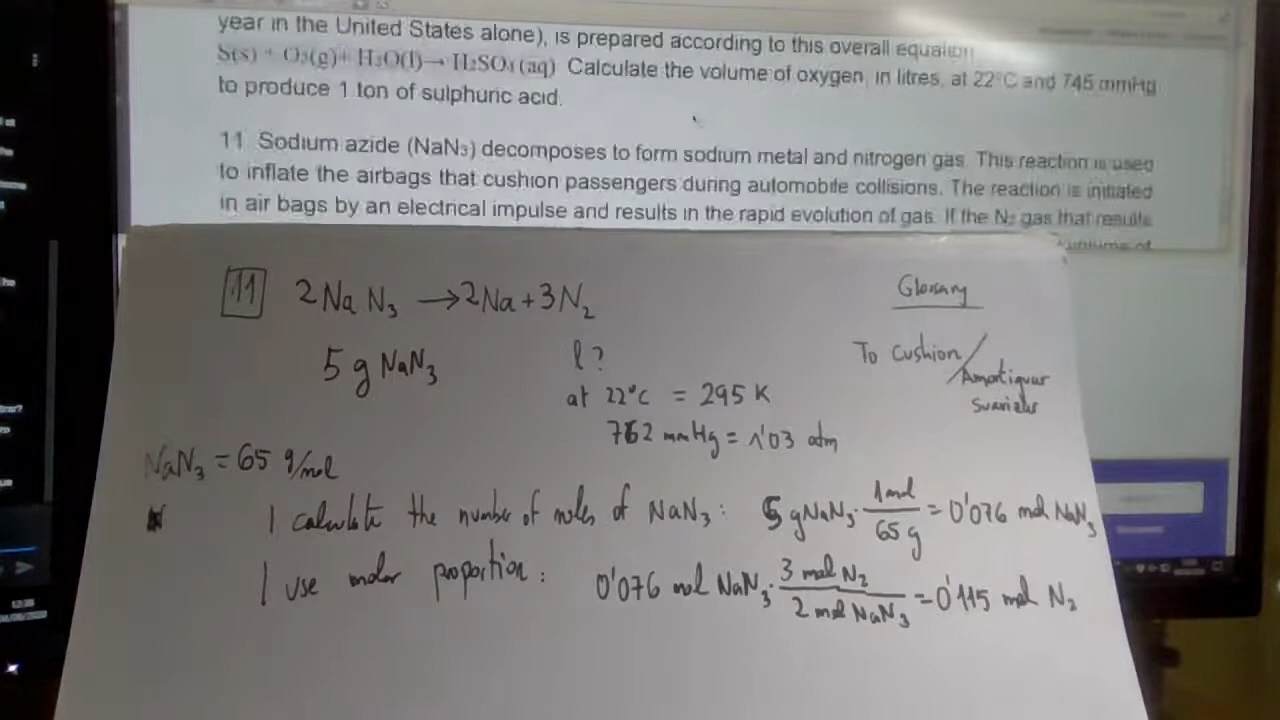 year in the United States alone), is prepared according to this overall equation
S(s) + O₂(g)+ H₂O(l)→ H₂SO₄(aq) Calculate the volume of oxygen, in litres, at 22°C and 745 mmHg
to produce 1 ton of sulphuric acid.
11 Sodium azide (NaN₃) decomposes to form sodium metal and nitrogen gas. This reaction is used
to inflate the airbags that cushion passengers during automobile collisions. The reaction is initiated
in air bags by an electrical impulse and results in the rapid evolution of gas. If the N₂ gas that results
volume of
11 2 Na N₃ → 2Na + 3N₂
Glossary
5 g NaN₃ l?
To Cushion / Amortiguar
suavizar
at 22°C = 295 K
762 mmHg = 1'03 atm
NaN₃ = 65 g/mol
I calculate the number of moles of NaN₃: 5 g NaN₃ · 1 mol / 65 g = 0'076 mol NaN₃
I use molar proportion: 0'076 mol NaN₃ · 3 mol N₂ / 2 mol NaN₃ = 0'115 mol N₂